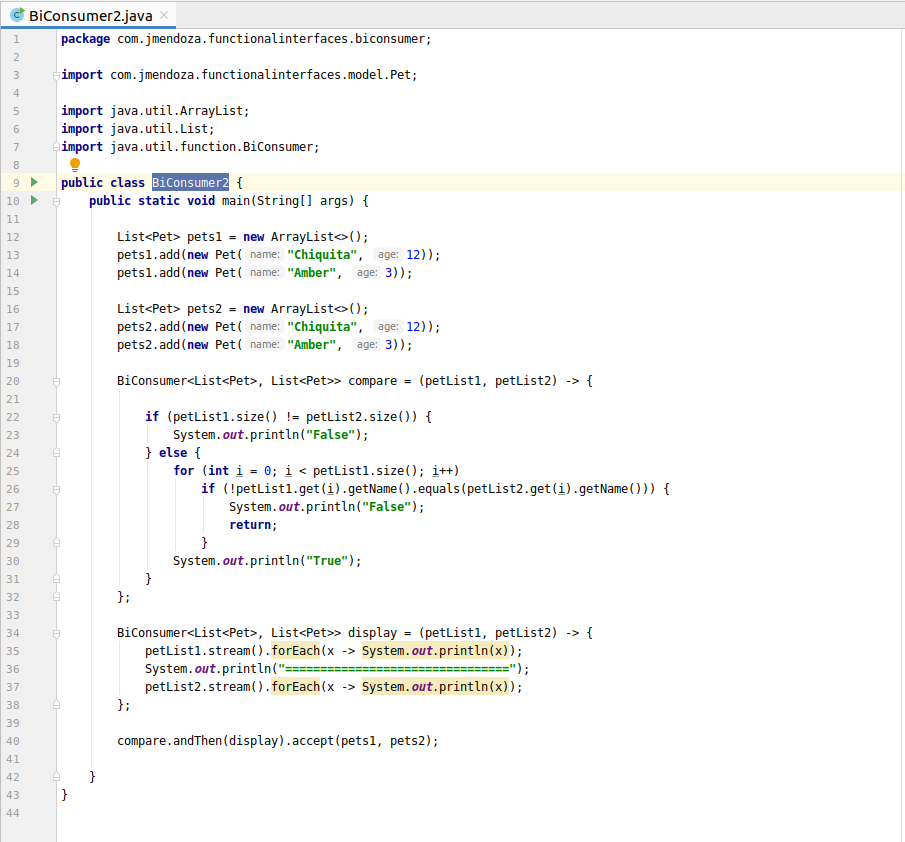 BiConsumer2.java
1 package com.jmendoza.functionalinterfaces.biconsumer;
2
3 import com.jmendoza.functionalinterfaces.model.Pet;
4
5 import java.util.ArrayList;
6 import java.util.List;
7 import java.util.function.BiConsumer;
8
9 public class BiConsumer2 {
10     public static void main(String[] args) {
11
12         List<Pet> pets1 = new ArrayList<>();
13         pets1.add(new Pet( name: "Chiquita", age: 12));
14         pets1.add(new Pet( name: "Amber", age: 3));
15
16         List<Pet> pets2 = new ArrayList<>();
17         pets2.add(new Pet( name: "Chiquita", age: 12));
18         pets2.add(new Pet( name: "Amber", age: 3));
19
20         BiConsumer<List<Pet>, List<Pet>> compare = (petList1, petList2) -> {
21
22             if (petList1.size() != petList2.size()) {
23                 System.out.println("False");
24             } else {
25                 for (int i = 0; i < petList1.size(); i++)
26                     if (!petList1.get(i).getName().equals(petList2.get(i).getName())) {
27                         System.out.println("False");
28                         return;
29                     }
30                 System.out.println("True");
31             }
32         };
33
34         BiConsumer<List<Pet>, List<Pet>> display = (petList1, petList2) -> {
35             petList1.stream().forEach(x -> System.out.println(x));
36             System.out.println("================================");
37             petList2.stream().forEach(x -> System.out.println(x));
38         };
39
40         compare.andThen(display).accept(pets1, pets2);
41
42     }
43 }
44